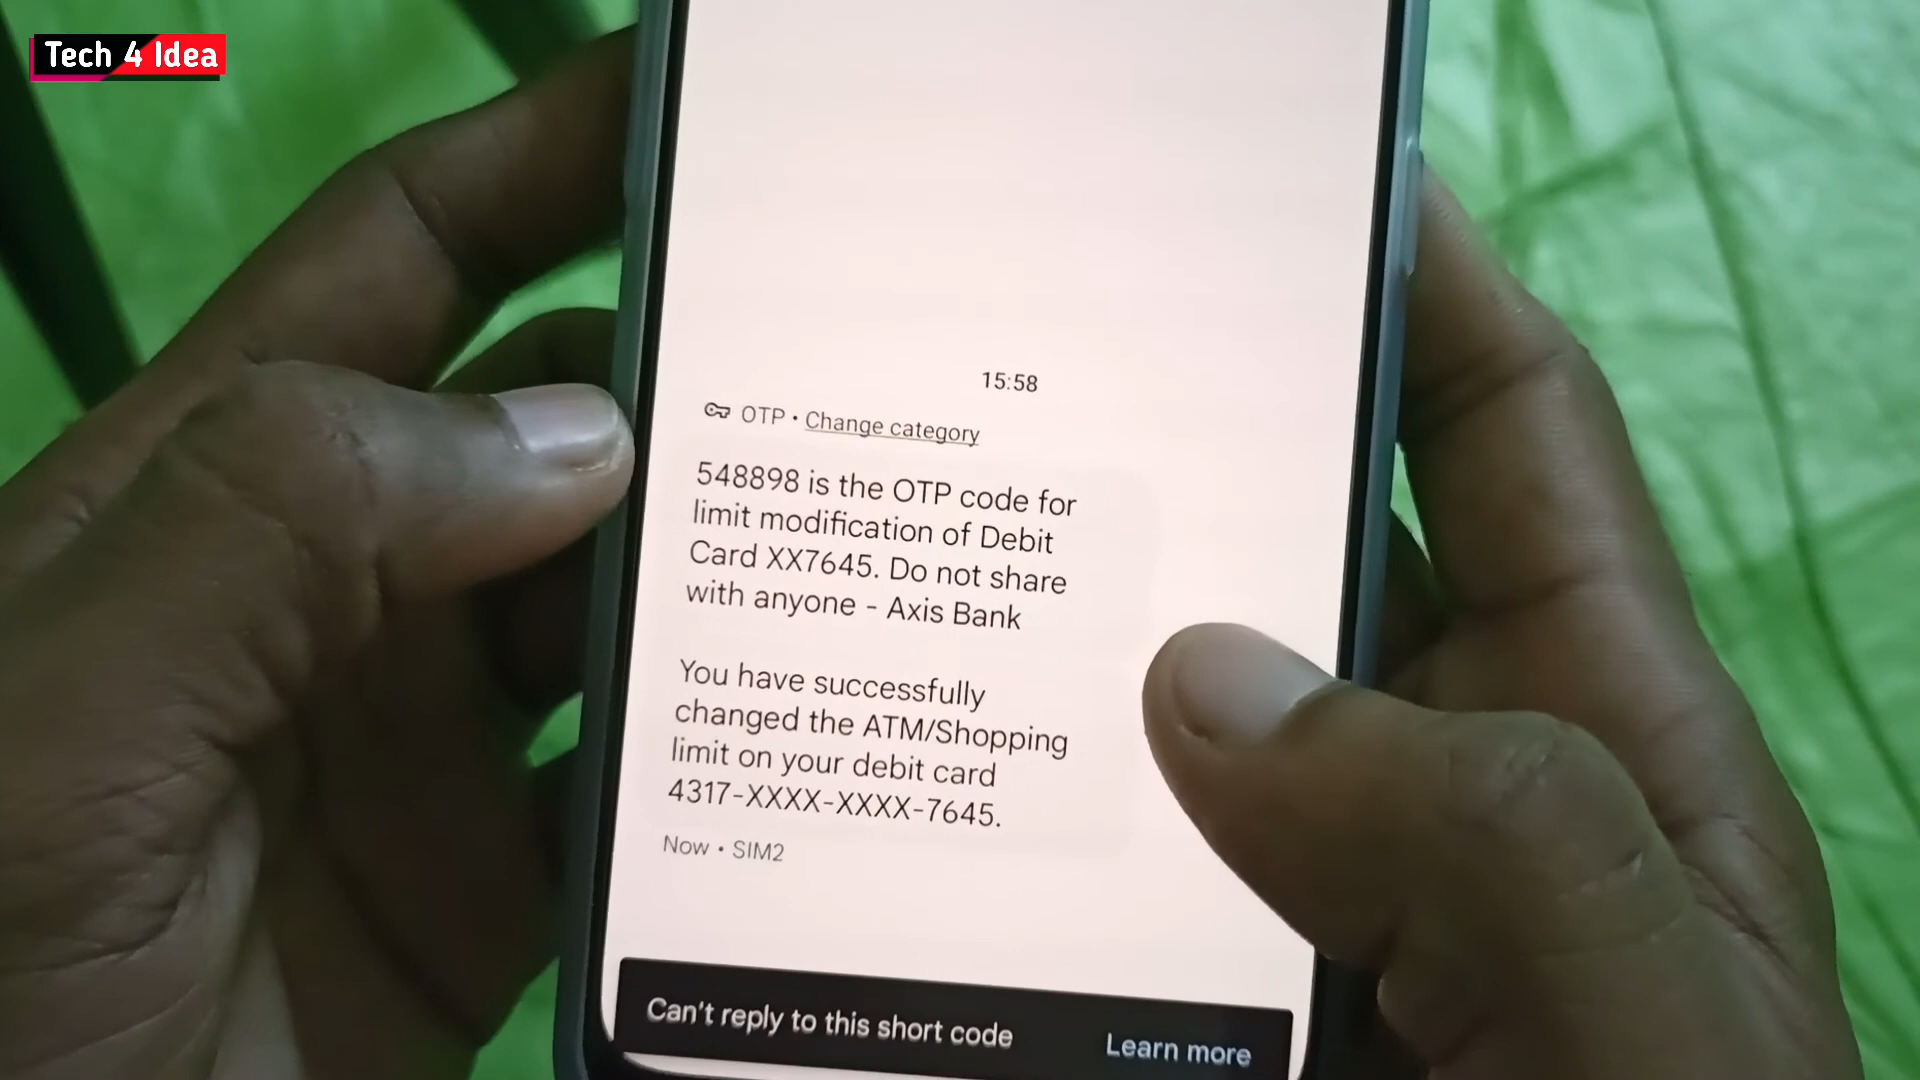 Tech 4 Idea
15:58
OTP • Change category
548898 is the OTP code for
limit modification of Debit
Card XX7645. Do not share
with anyone - Axis Bank
You have successfully
changed the ATM/Shopping
limit on your debit card
4317-XXXX-XXXX-7645.
Now • SIM2
Can't reply to this short code
Learn more